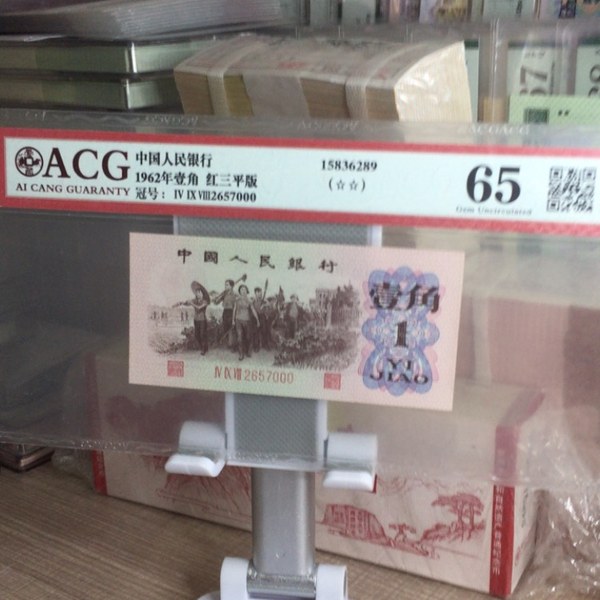 ACG
AI CANG GUARANTY
中国人民银行
1962年壹角 红三平版
冠号： IV IX VIII2657000
15836289
(☆☆)
65
Gem Uncirculated
中國人民銀行
壹角
1
YI
JIAO
IV IX VIII 2657000